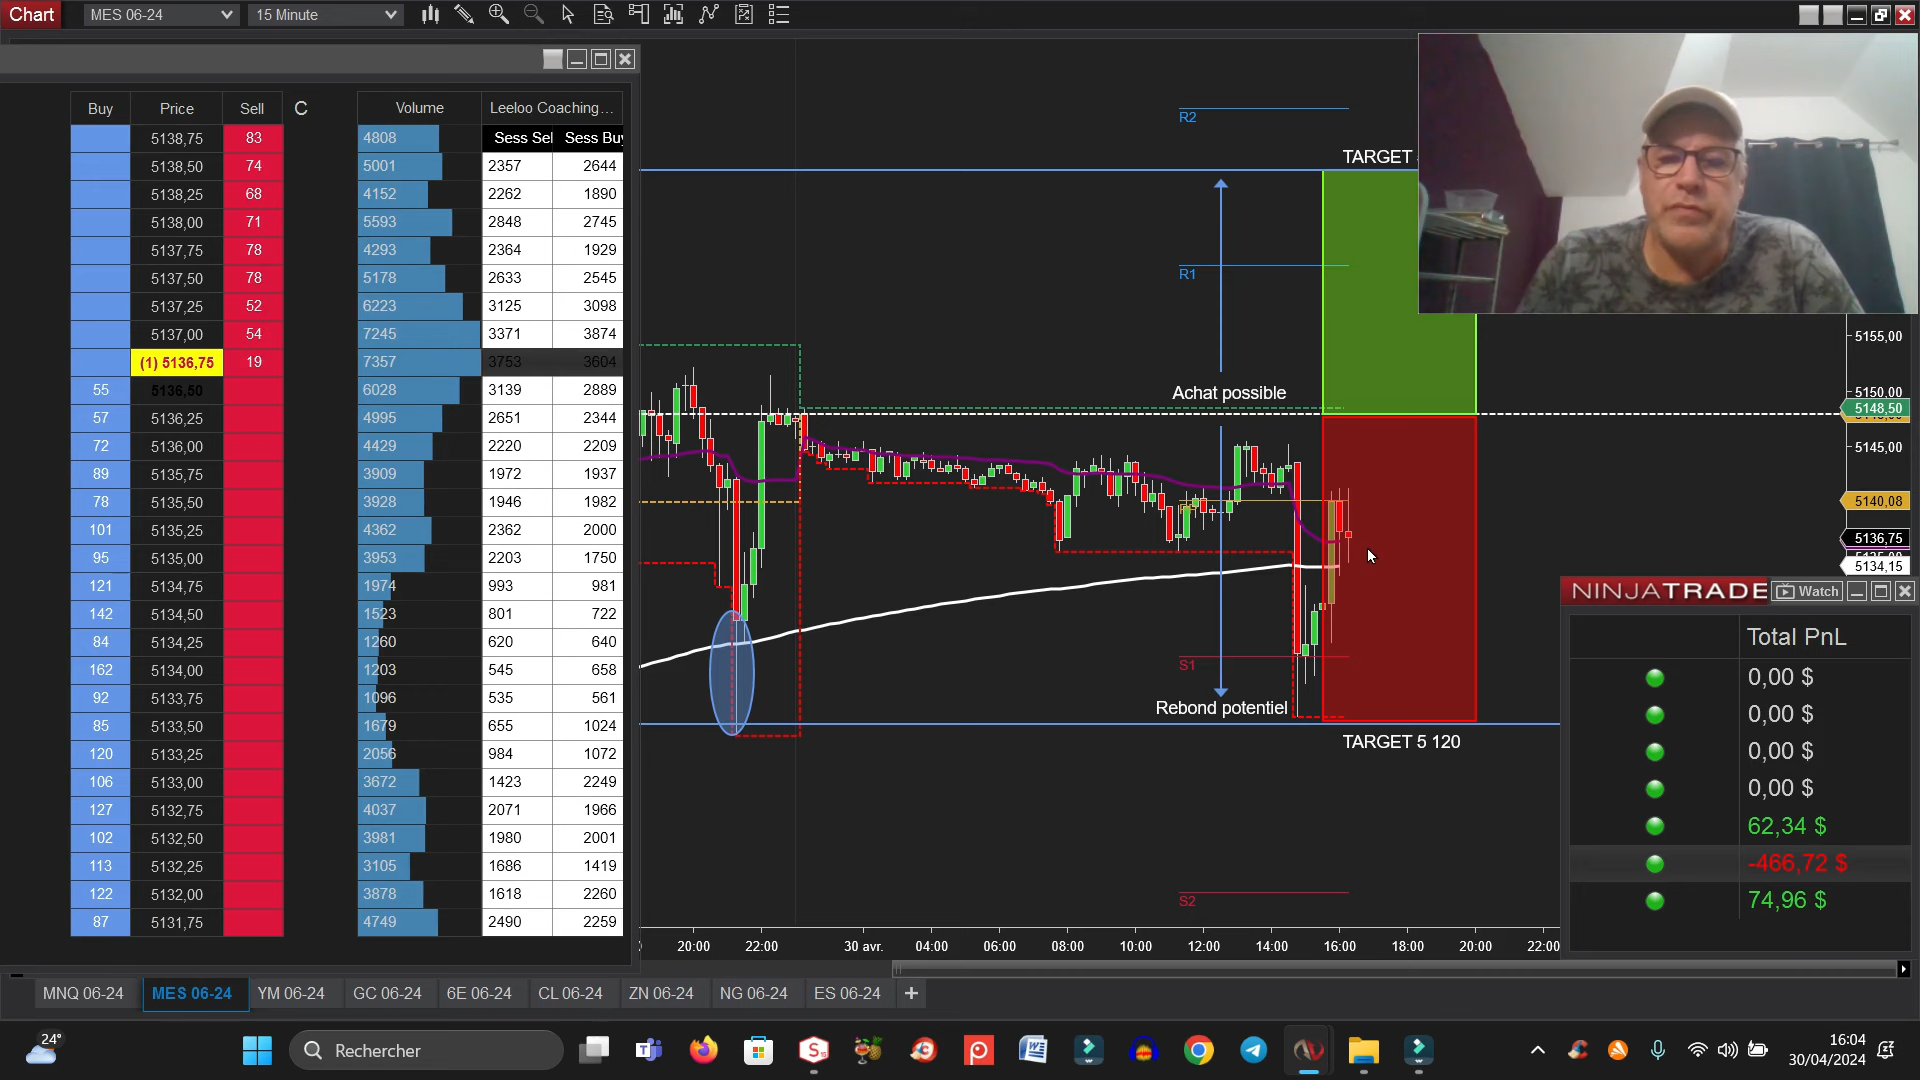 Chart MES 06-24 15 Minute
Buy Price Sell C Volume Leeloo Coaching...
Sess Sel Sess Buy
5138,75 83 4808
5138,50 74 5001 2357 2644
5138,25 68 4152 2262 1890
5138,00 71 5593 2848 2745
5137,75 78 4293 2364 1929
5137,50 78 5178 2633 2545
5137,25 52 6223 3125 3098
5137,00 54 7245 3371 3874
(1) 5136,75 19 7357 3753 3604
55 5136,50 6028 3139 2889
57 5136,25 4995 2651 2344
72 5136,00 4429 2220 2209
89 5135,75 3909 1972 1937
78 5135,50 3928 1946 1982
101 5135,25 4362 2362 2000
95 5135,00 3953 2203 1750
121 5134,75 1974 993 981
142 5134,50 1523 801 722
84 5134,25 1260 620 640
162 5134,00 1203 545 658
92 5133,75 1096 535 561
85 5133,50 1679 655 1024
120 5133,25 2056 984 1072
106 5133,00 3672 1423 2249
127 5132,75 4037 2071 1966
102 5132,50 3981 1980 2001
113 5132,25 3105 1686 1419
122 5132,00 3878 1618 2260
87 5131,75 4749 2490 2259
R2
TARGET
R1
Achat possible
S1
Rebond potentiel
TARGET 5 120
S2
5155,00
5150,00
5148,50
5145,00
5140,08
5136,75
5134,15
NINJATRADER Watch
Total PnL
0,00 $
0,00 $
0,00 $
0,00 $
62,34 $
-466,72 $
74,96 $
20:00 22:00 30 avr. 04:00 06:00 08:00 10:00 12:00 14:00 16:00 18:00 20:00 22:00
MNQ 06-24 MES 06-24 YM 06-24 GC 06-24 6E 06-24 CL 06-24 ZN 06-24 NG 06-24 ES 06-24 +
24°
Rechercher
16:04
30/04/2024